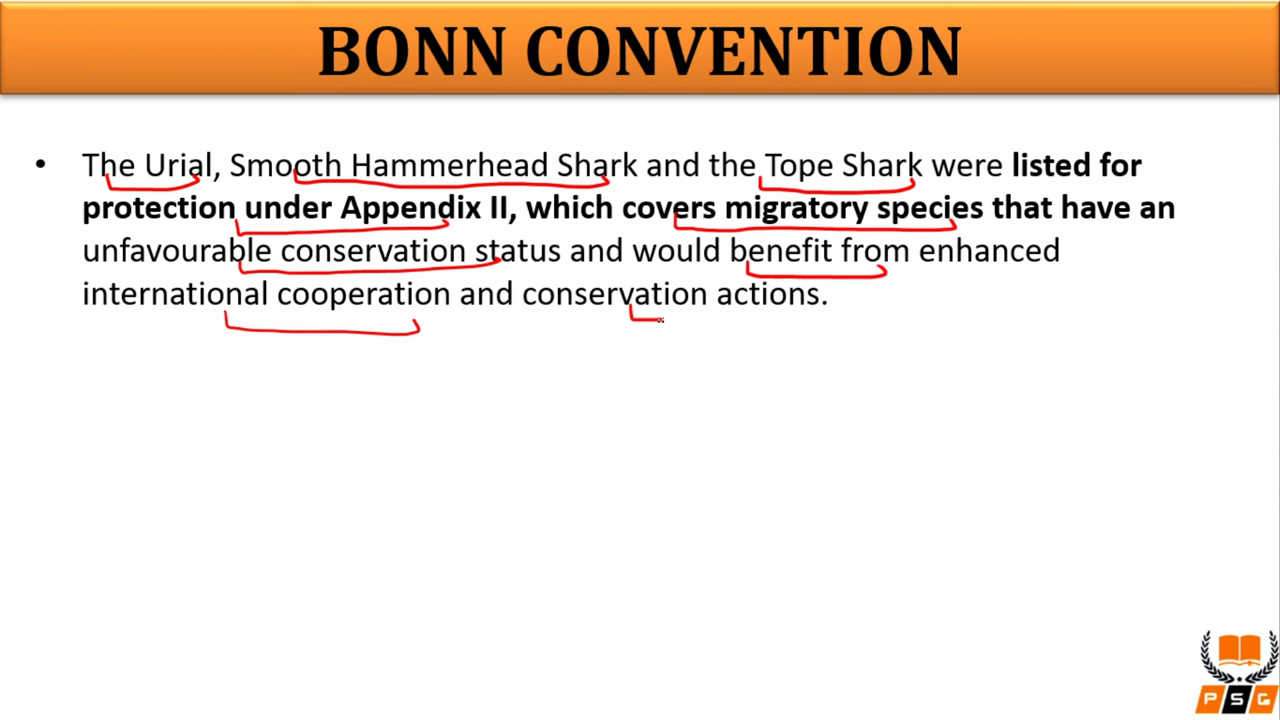 BONN CONVENTION
• The Urial, Smooth Hammerhead Shark and the Tope Shark were listed for
protection under Appendix II, which covers migratory species that have an
unfavourable conservation status and would benefit from enhanced
international cooperation and conservation actions.
PSG